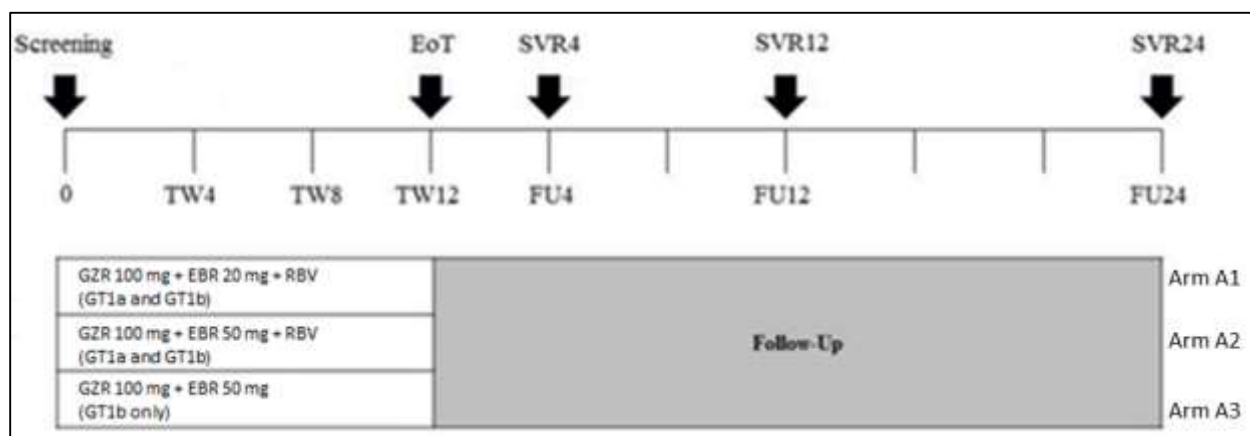 Screening EoT SVR4 SVR12 SVR24
0 TW4 TW8 TW12 FU4 FU12 FU24
GZR 100 mg + EBR 20 mg + RBV
(GT1a and GT1b)
Arm A1
GZR 100 mg + EBR 50 mg + RBV
(GT1a and GT1b)
Follow-Up
Arm A2
GZR 100 mg + EBR 50 mg
(GT1b only)
Arm A3